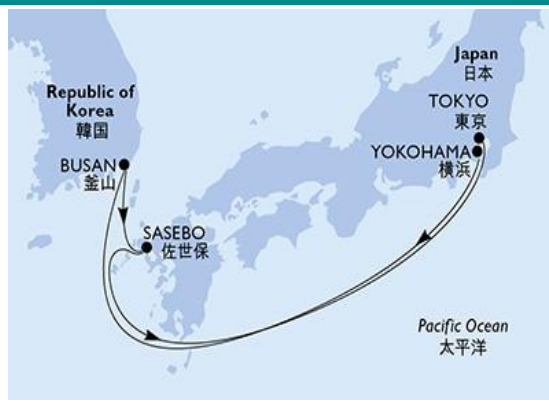 Japan
日本
TOKYO
東京
YOKOHAMA
横浜
Republic of
Korea
韓国
BUSAN
釜山
SASEBO
佐世保
Pacific Ocean
太平洋